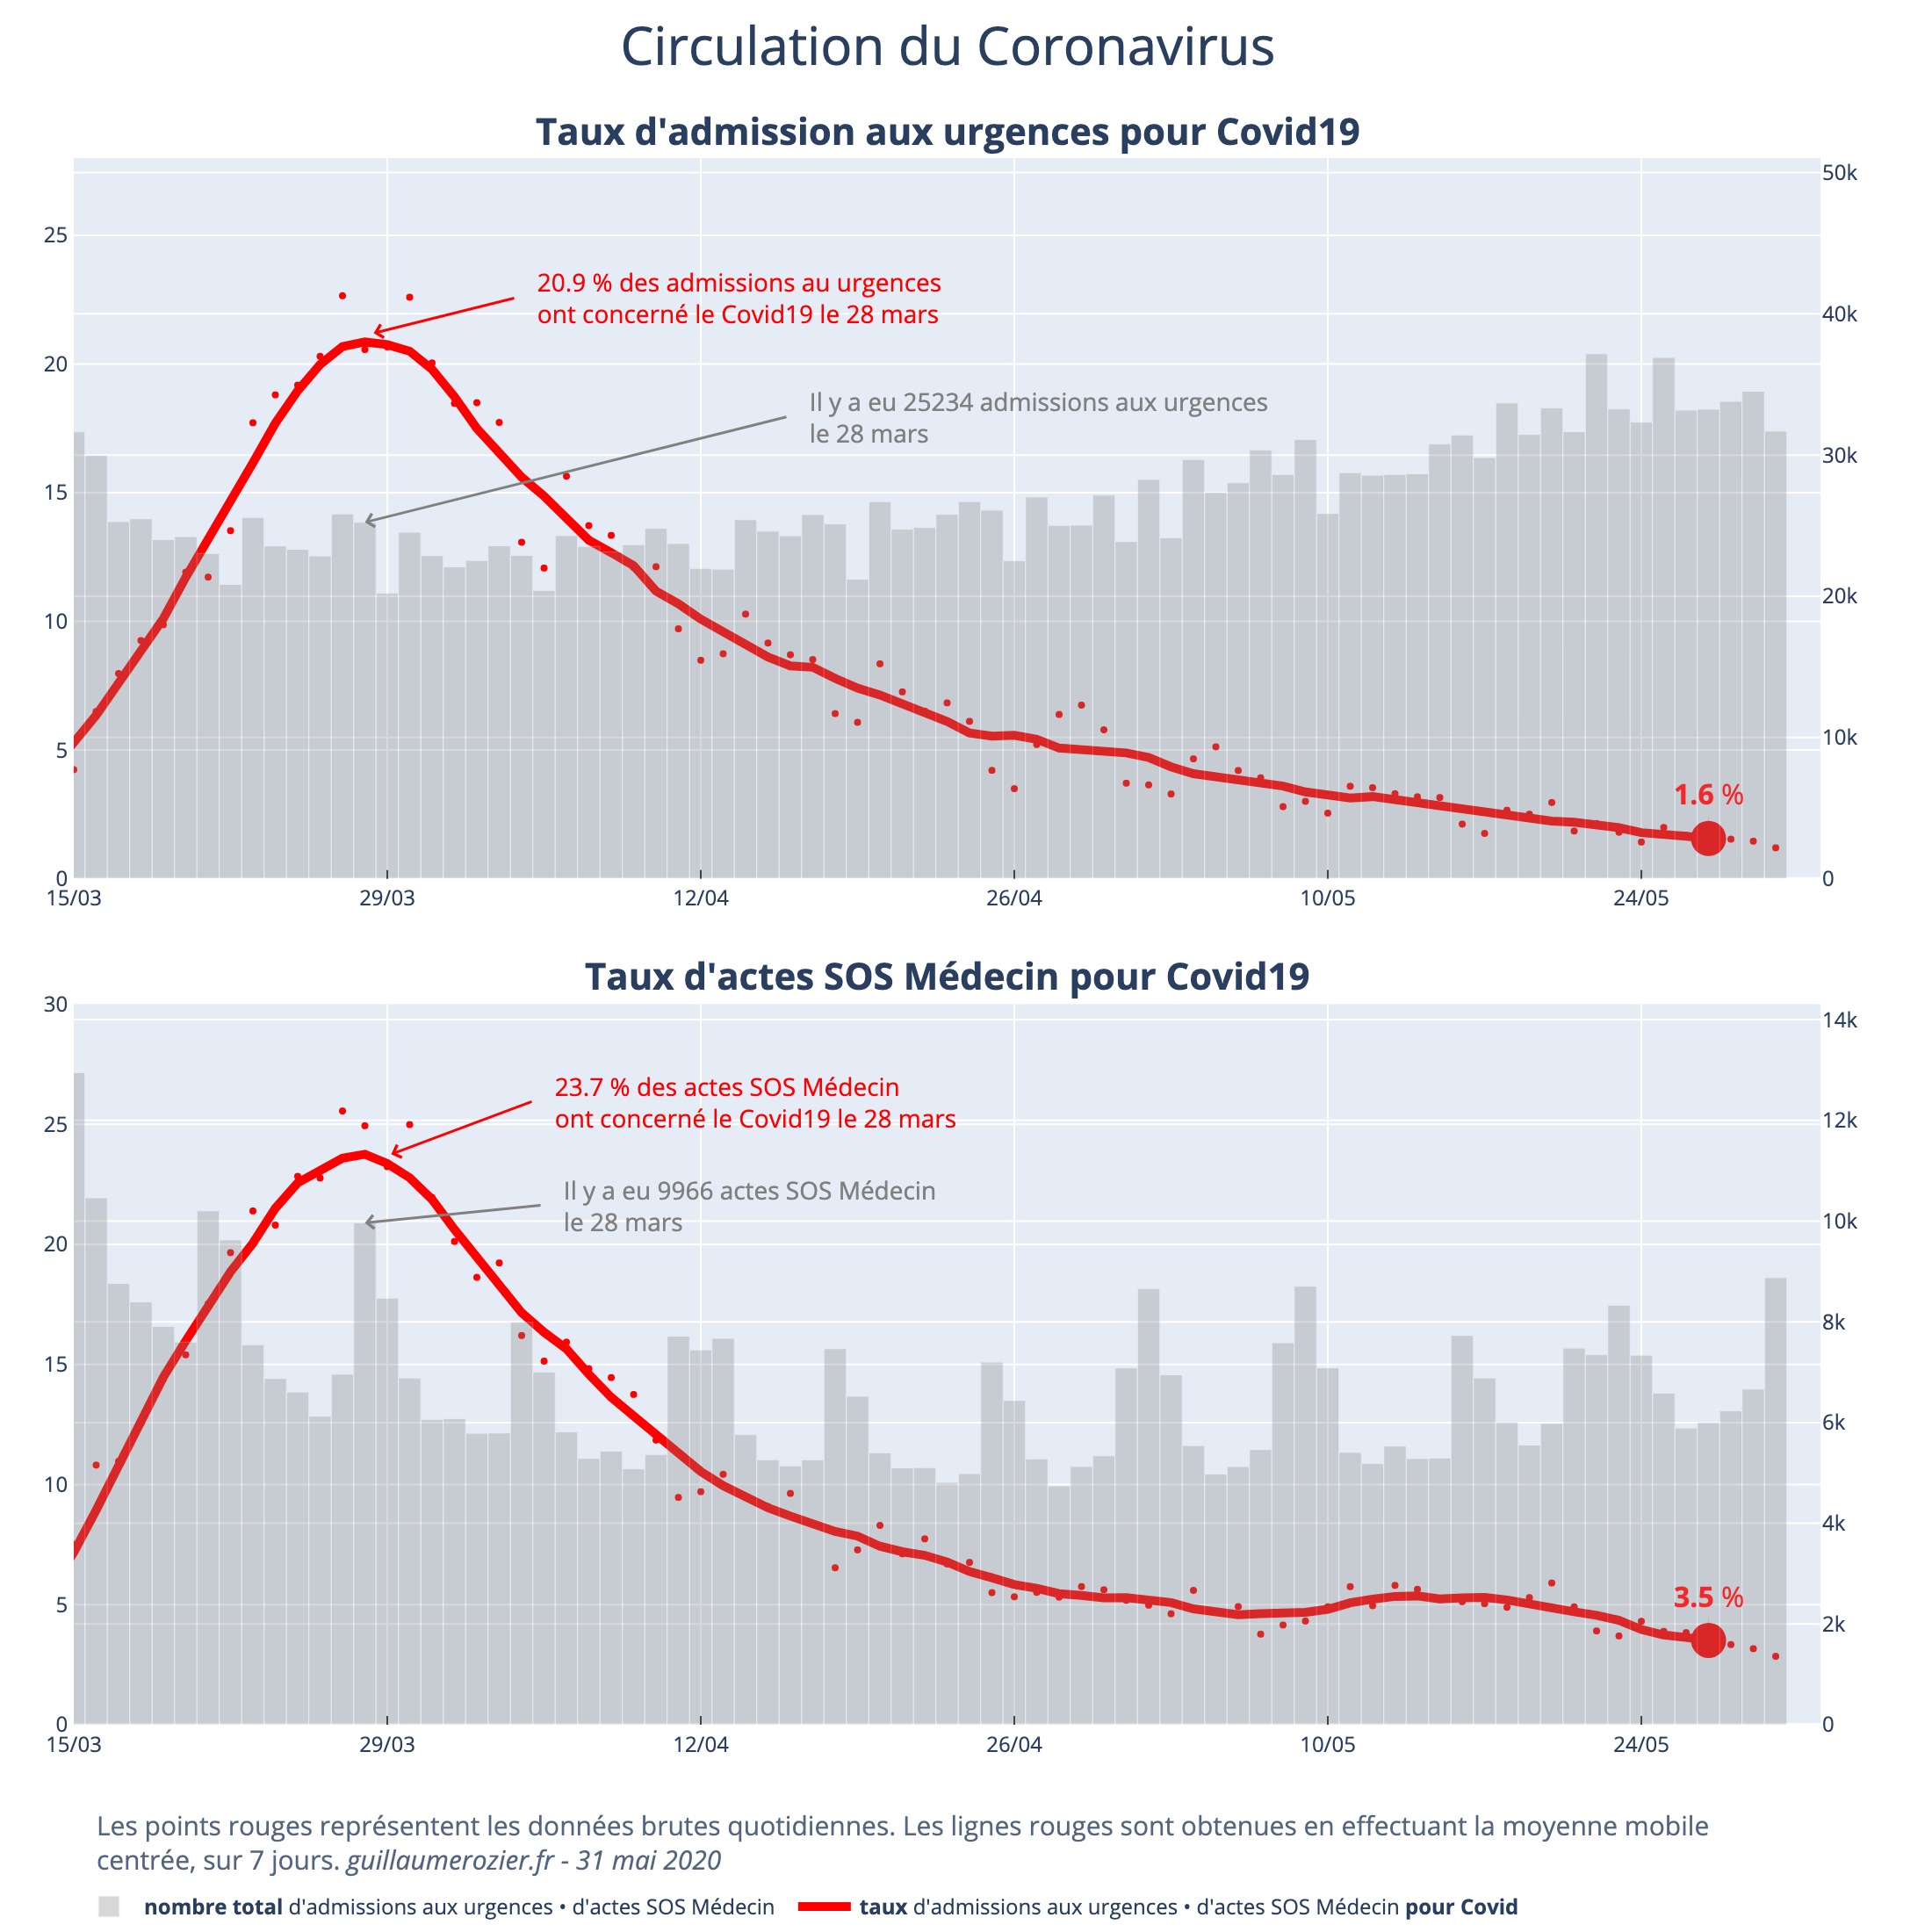 Circulation du Coronavirus
Taux d'admission aux urgences pour Covid19
50k
25
20.9 % des admissions au urgences
ont concerné le Covid19 le 28 mars
40k
20
Il y a eu 25234 admissions aux urgences
le 28 mars
30k
15
20k
10
10k
5
1.6 %
0
0
15/03
29/03
12/04
26/04
10/05
24/05
Taux d'actes SOS Médecin pour Covid19
30
14k
23.7 % des actes SOS Médecin
ont concerné le Covid19 le 28 mars
25
12k
Il y a eu 9966 actes SOS Médecin
le 28 mars
10k
20
8k
15
6k
10
4k
5
3.5 %
2k
0
0
15/03
29/03
12/04
26/04
10/05
24/05
Les points rouges représentent les données brutes quotidiennes. Les lignes rouges sont obtenues en effectuant la moyenne mobile
centrée, sur 7 jours. guillaumerozier.fr - 31 mai 2020
nombre total d'admissions aux urgences • d'actes SOS Médecin
taux d'admissions aux urgences • d'actes SOS Médecin pour Covid